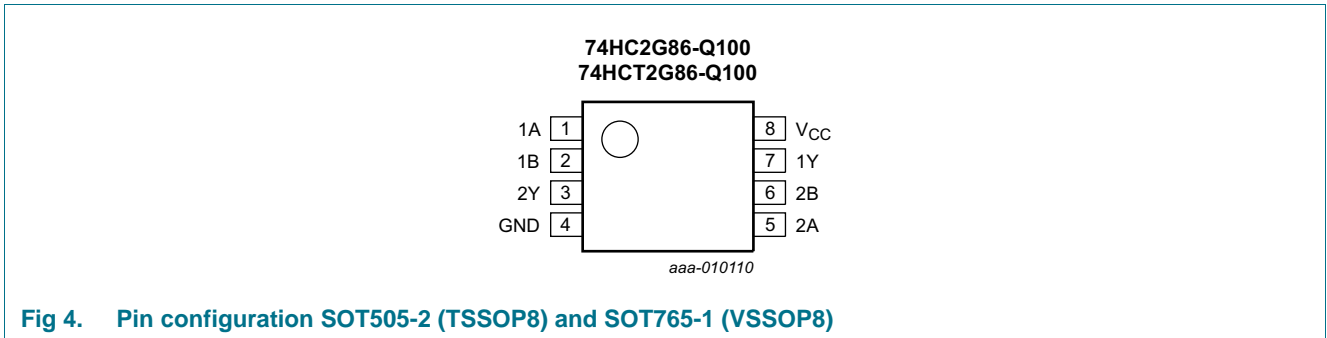 74HC2G86-Q100
74HCT2G86-Q100
1A 1 8 VCC
1B 2 7 1Y
2Y 3 6 2B
GND 4 5 2A
aaa-010110
Fig 4. Pin configuration SOT505-2 (TSSOP8) and SOT765-1 (VSSOP8)